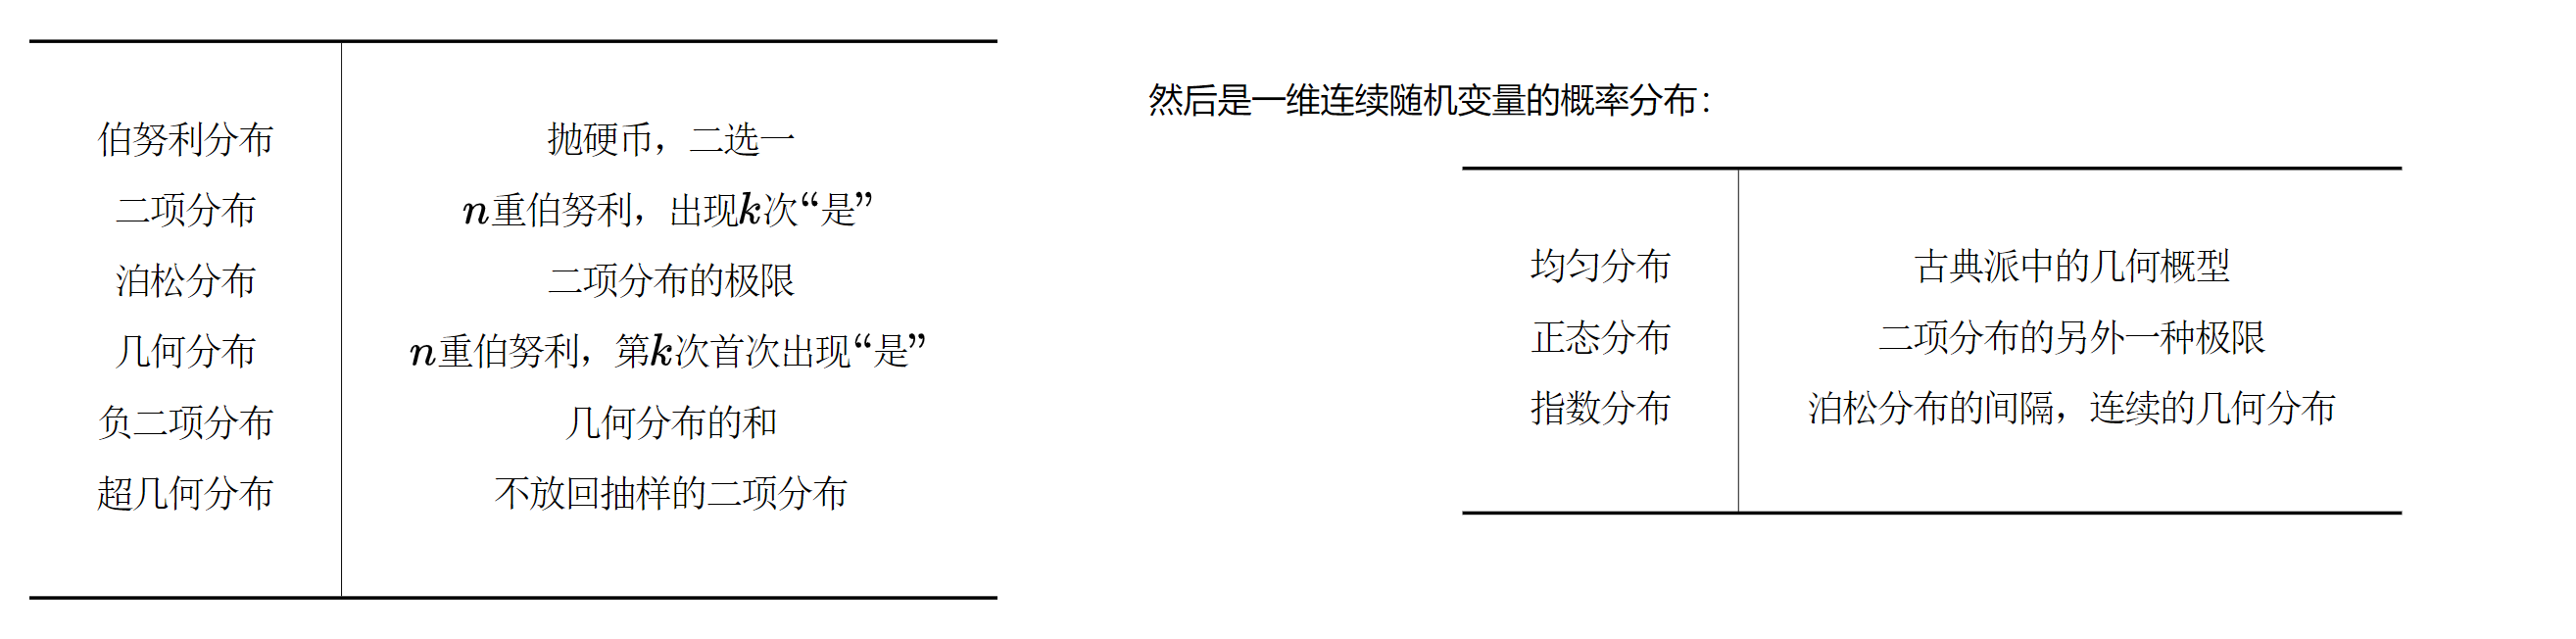 伯努利分布 抛硬币，二选一
二项分布 n重伯努利，出现k次“是”
泊松分布 二项分布的极限
几何分布 n重伯努利，第k次首次出现“是”
负二项分布 几何分布的和
超几何分布 不放回抽样的二项分布
然后是一维连续随机变量的概率分布：
均匀分布 古典派中的几何概型
正态分布 二项分布的另外一种极限
指数分布 泊松分布的间隔，连续的几何分布